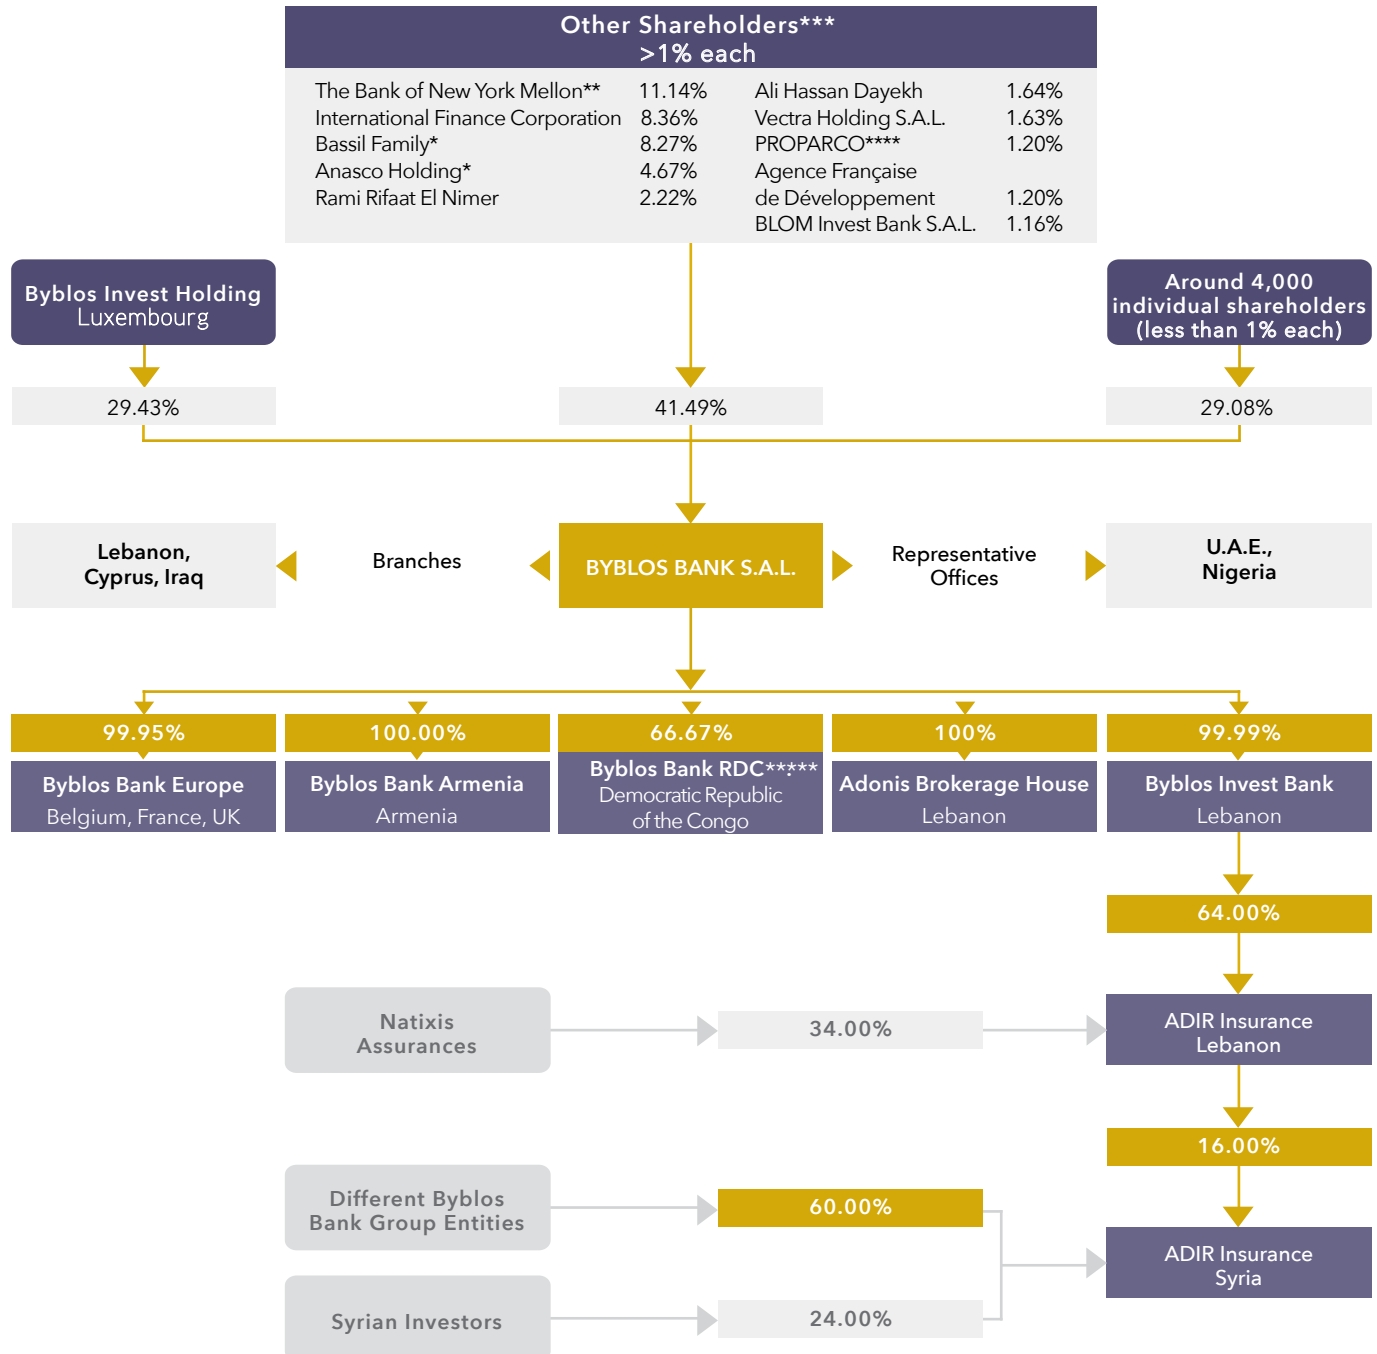 Other Shareholders***
>1% each
The Bank of New York Mellon** 11.14%
International Finance Corporation 8.36%
Bassil Family* 8.27%
Anasco Holding* 4.67%
Rami Rifaat El Nimer 2.22%
Ali Hassan Dayekh 1.64%
Vectra Holding S.A.L. 1.63%
PROPARCO**** 1.20%
Agence Française
de Développement 1.20%
BLOM Invest Bank S.A.L. 1.16%
Byblos Invest Holding
Luxembourg
Around 4,000
individual shareholders
(less than 1% each)
29.43%
41.49%
29.08%
Lebanon,
Cyprus, Iraq
Branches
BYBLOS BANK S.A.L.
Representative
Offices
U.A.E.,
Nigeria
99.95%
100.00%
66.67%
100%
99.99%
Byblos Bank Europe
Belgium, France, UK
Byblos Bank Armenia
Armenia
Byblos Bank RDC*****
Democratic Republic
of the Congo
Adonis Brokerage House
Lebanon
Byblos Invest Bank
Lebanon
64.00%
Natixis
Assurances
34.00%
ADIR Insurance
Lebanon
16.00%
Different Byblos
Bank Group Entities
60.00%
ADIR Insurance
Syria
Syrian Investors
24.00%